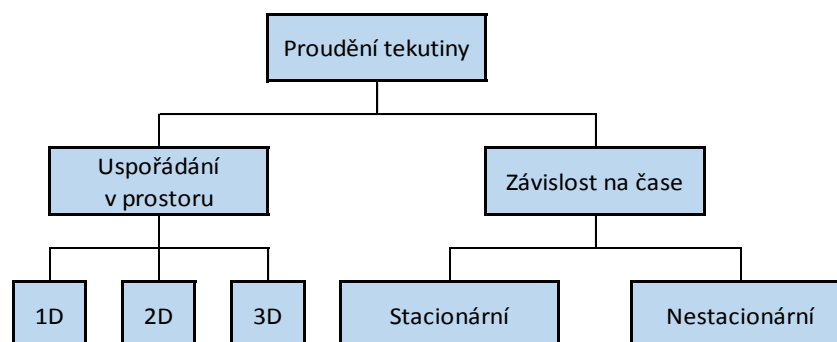 Proudění tekutiny
Uspořádání
v prostoru
Závislost na čase
1D
2D
3D
Stacionární
Nestacionární